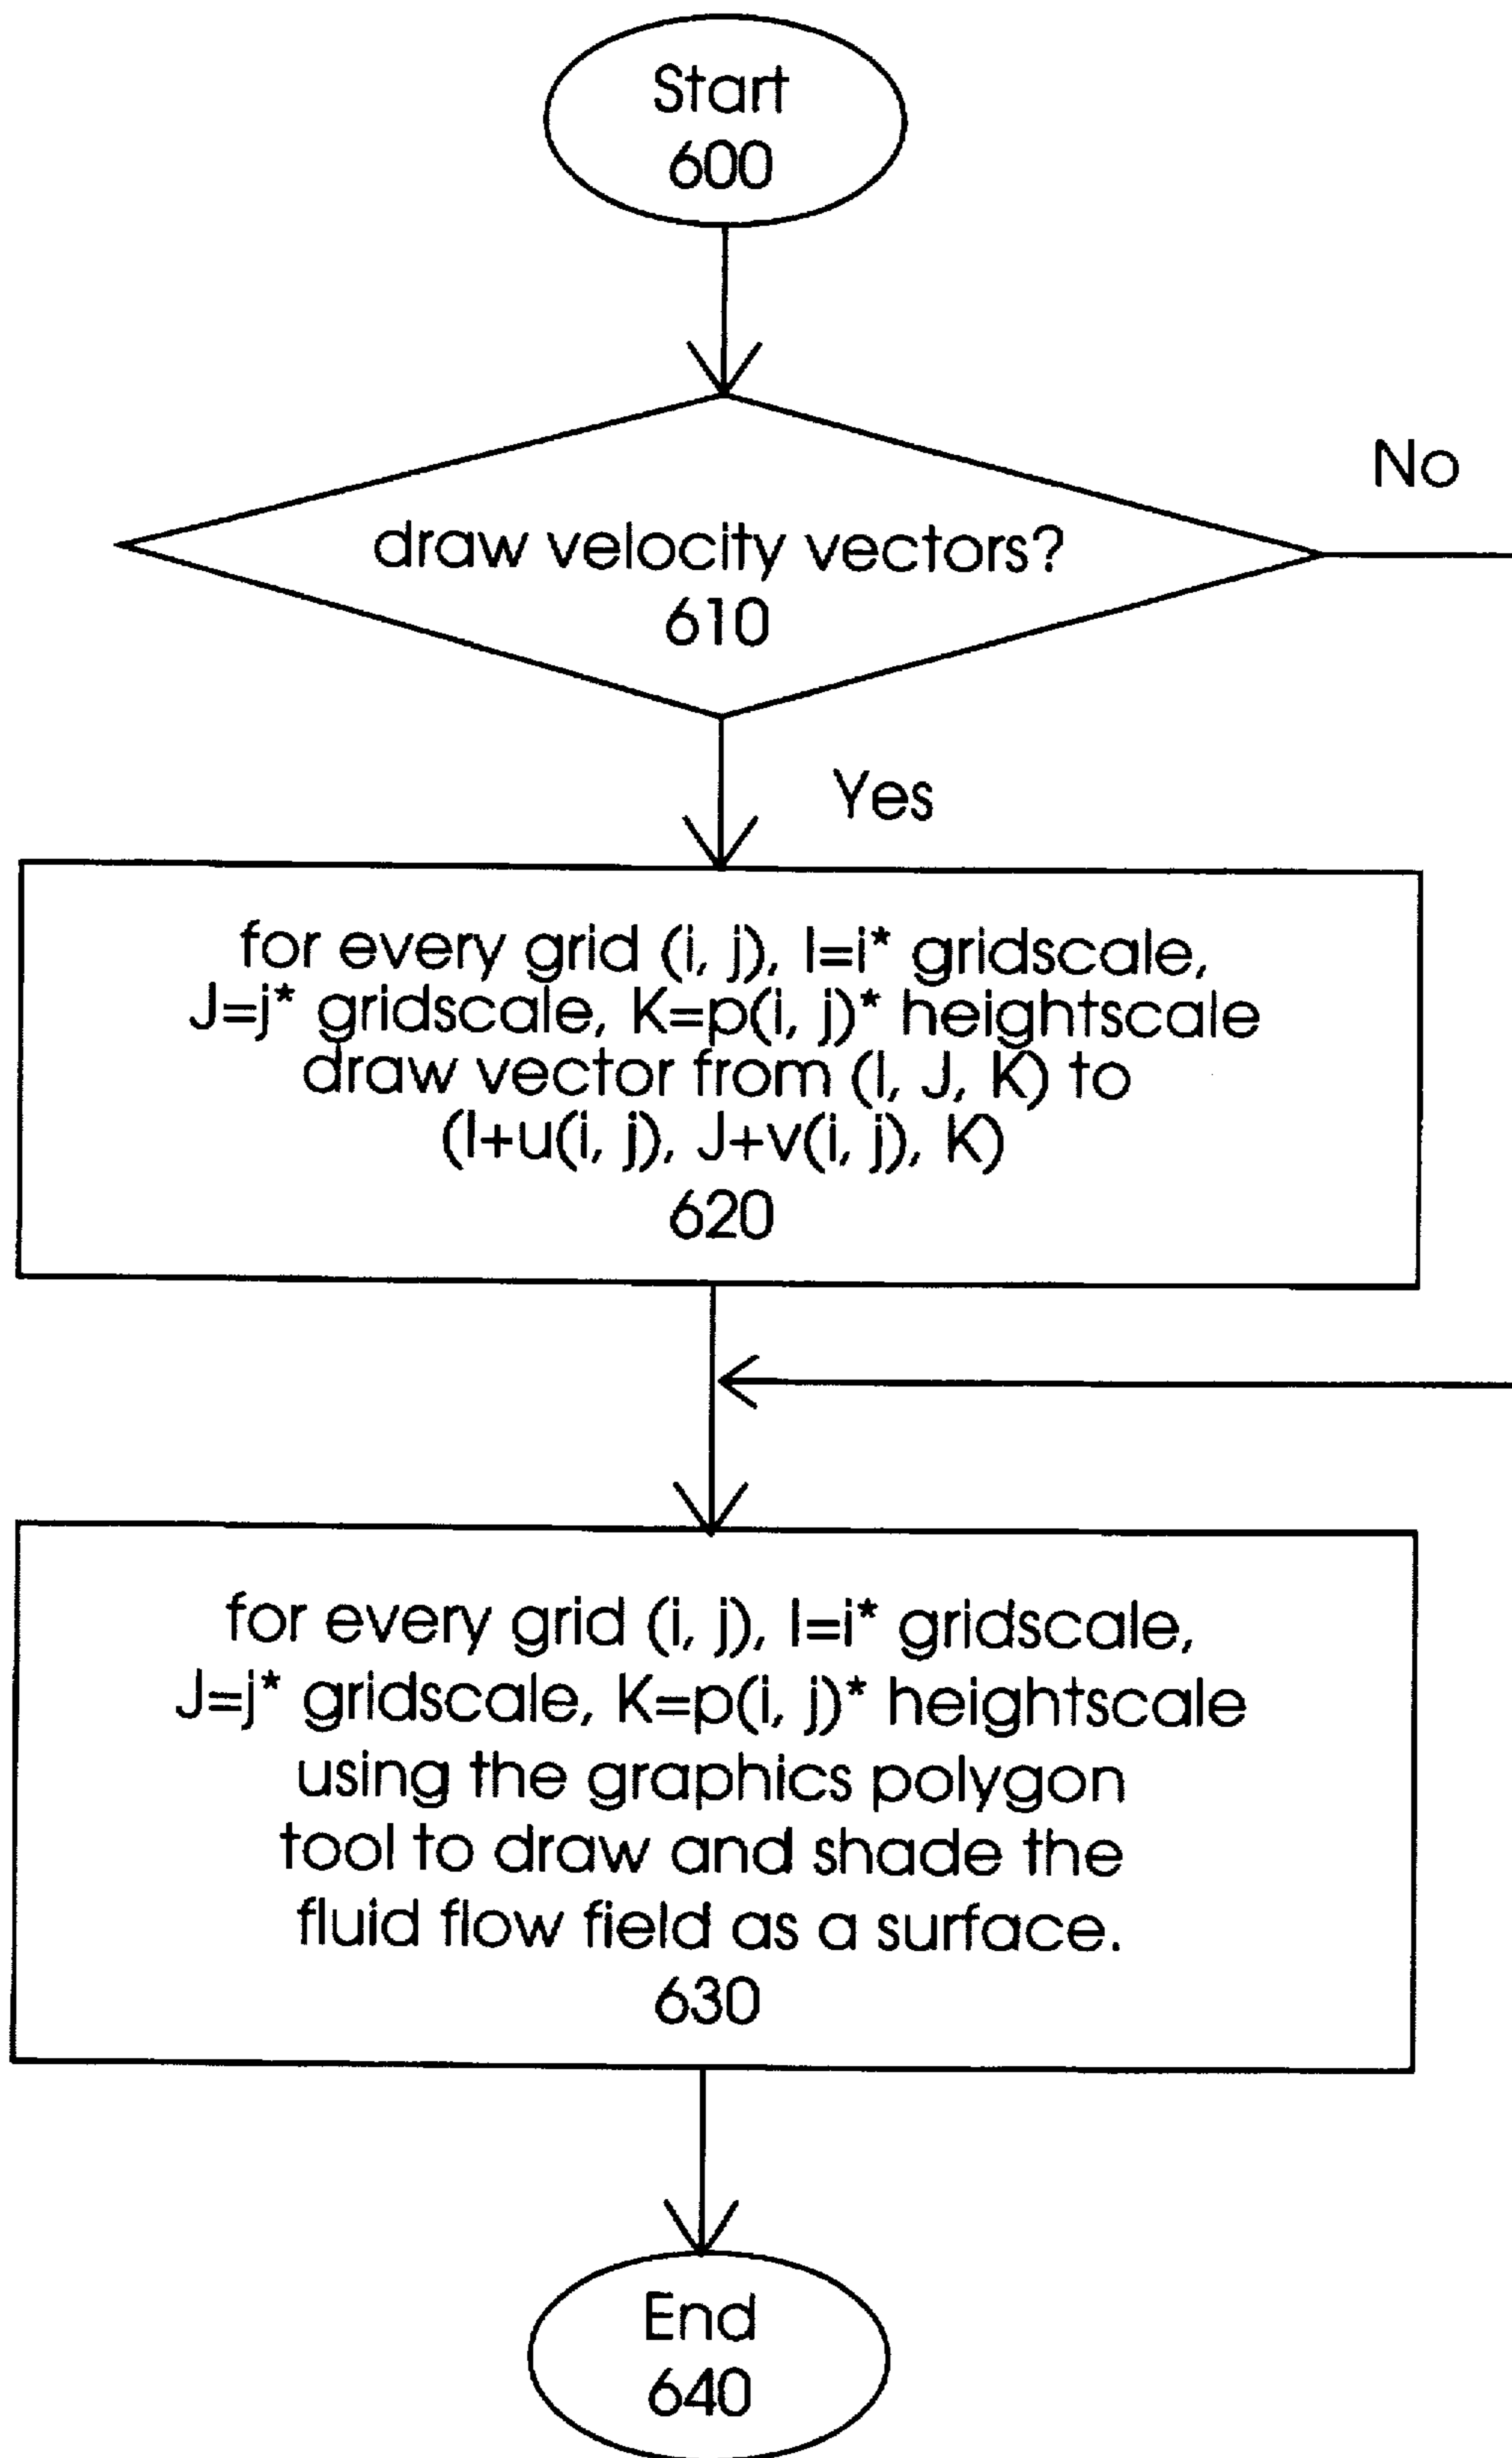 Start
600
draw velocity vectors?
610
No
Yes
for every grid (i, j), I=i* gridscale,
J=j* gridscale, K=p(i, j)* heightscale
draw vector from (I, J, K) to
(I+u(i, j), J+v(i, j), K)
620
for every grid (i, j), I=i* gridscale,
J=j* gridscale, K=p(i, j)* heightscale
using the graphics polygon
tool to draw and shade the
fluid flow field as a surface.
630
End
640